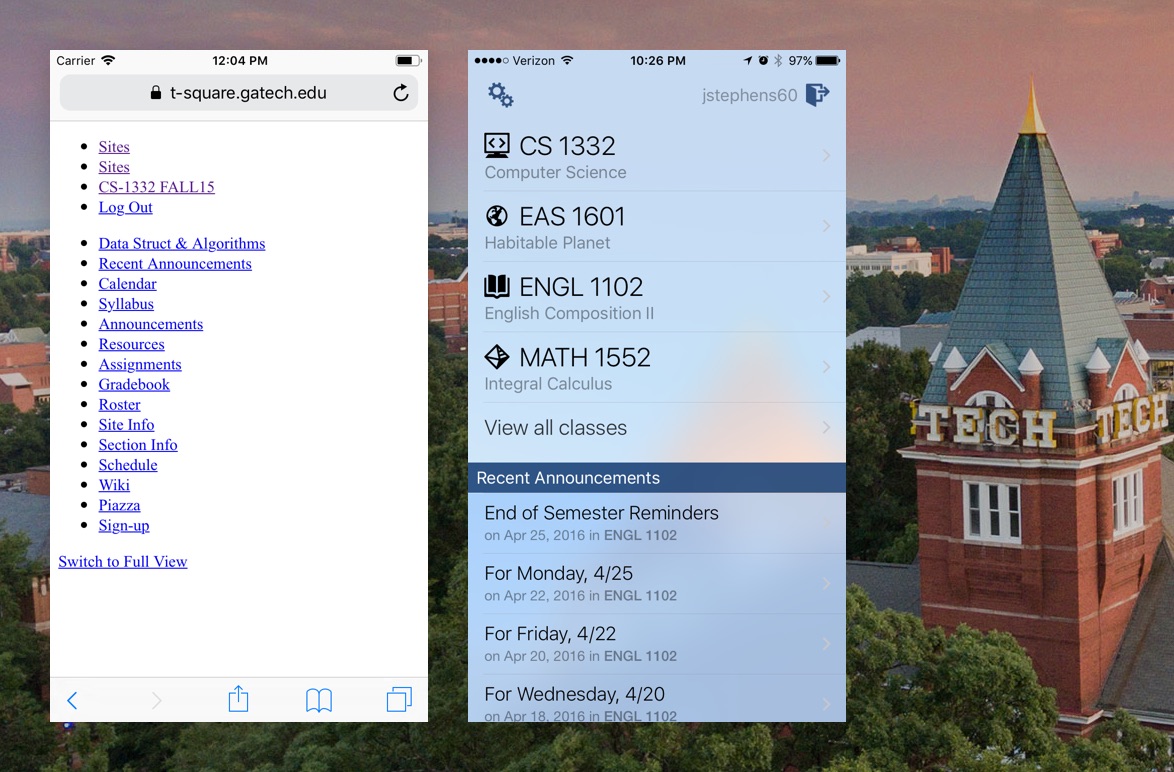 Carrier 12:04 PM
t-square.gatech.edu
Sites
Sites
CS-1332 FALL15
Log Out
Data Struct & Algorithms
Recent Announcements
Calendar
Syllabus
Announcements
Resources
Assignments
Gradebook
Roster
Site Info
Section Info
Schedule
Wiki
Piazza
Sign-up
Switch to Full View
Verizon 10:26 PM 97%
jstephens60
CS 1332
Computer Science
EAS 1601
Habitable Planet
ENGL 1102
English Composition II
MATH 1552
Integral Calculus
View all classes
Recent Announcements
End of Semester Reminders
on Apr 25, 2016 in ENGL 1102
For Monday, 4/25
on Apr 22, 2016 in ENGL 1102
For Friday, 4/22
on Apr 20, 2016 in ENGL 1102
For Wednesday, 4/20
on Apr 18, 2016 in ENGL 1102
TECH
TECH